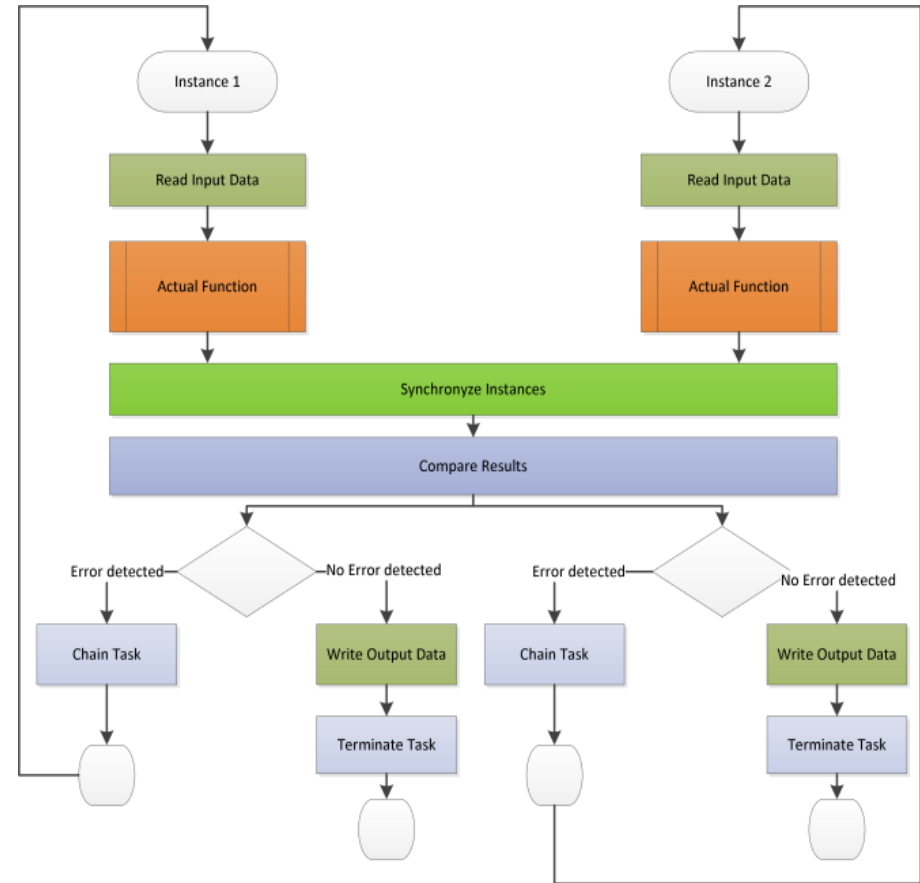 Instance 1
Instance 2
Read Input Data
Read Input Data
Actual Function
Actual Function
Synchronyze Instances
Compare Results
Error detected
No Error detected
Error detected
No Error detected
Chain Task
Write Output Data
Chain Task
Write Output Data
Terminate Task
Terminate Task